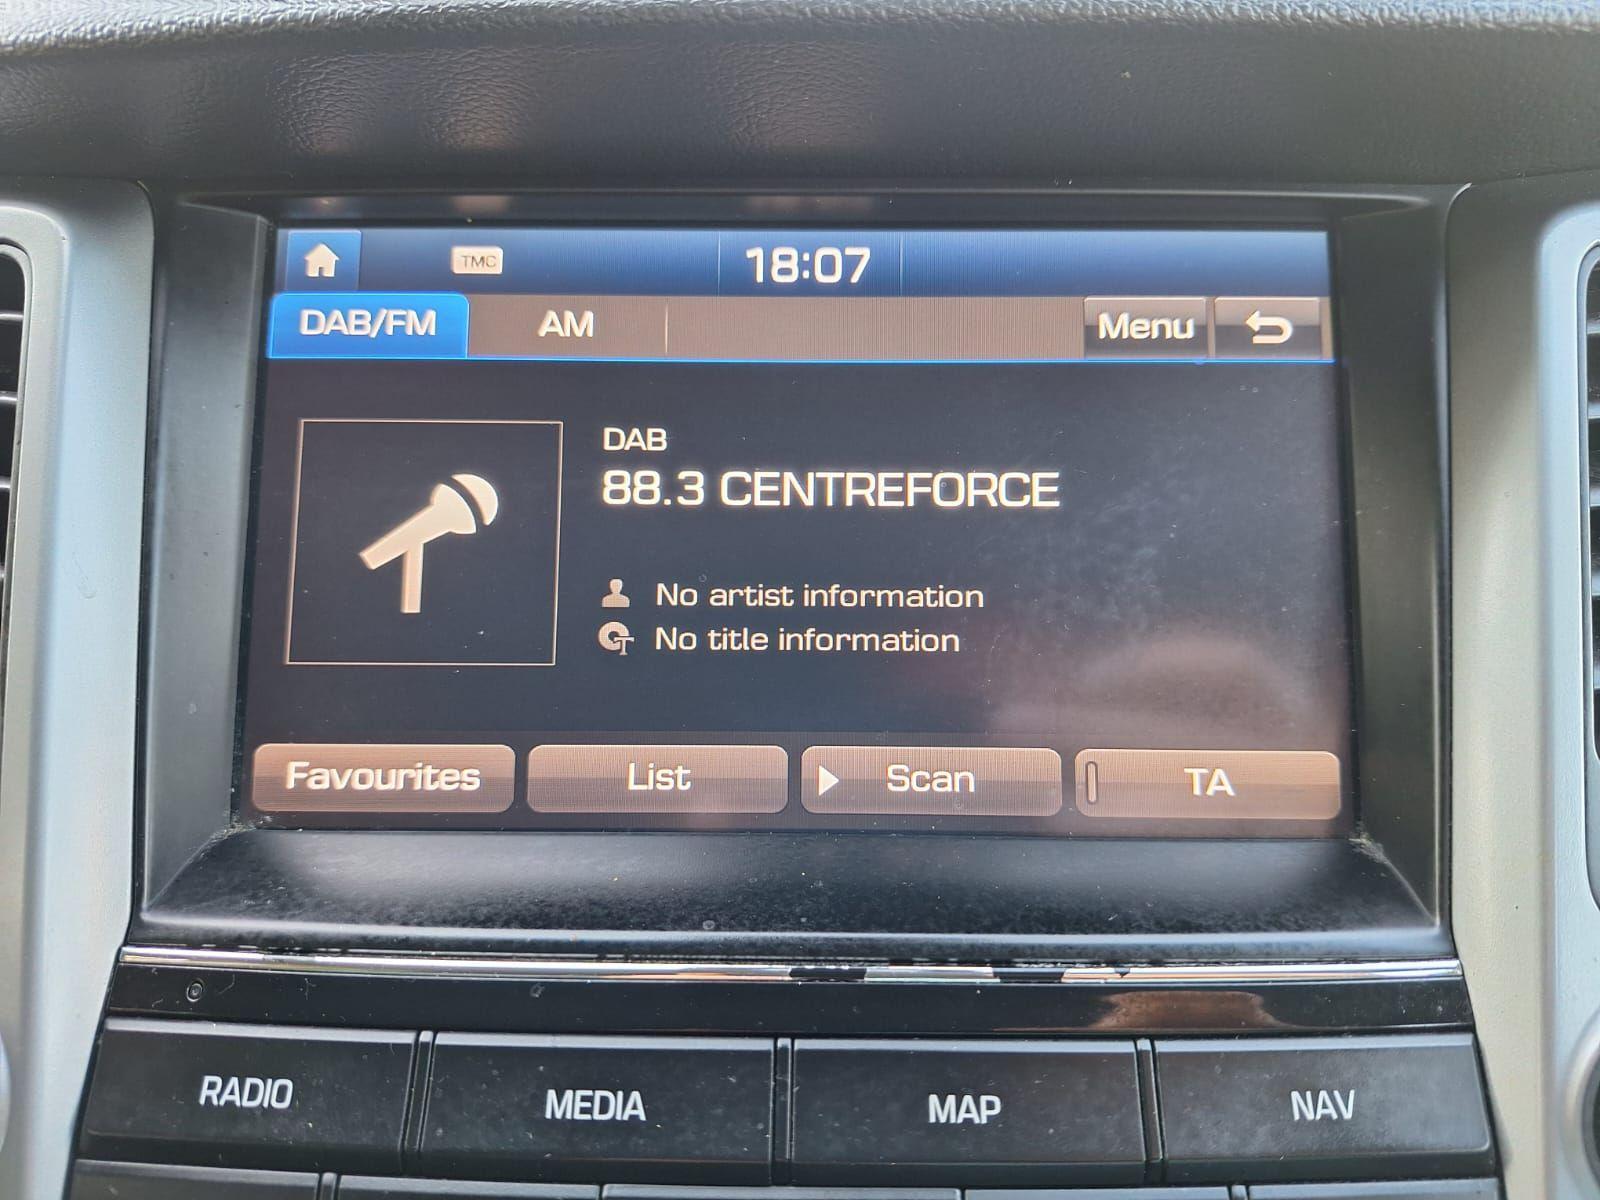 TMC
18:07
DAB/FM AM Menu
DAB
88.3 CENTREFORCE
No artist information
No title information
Favourites List Scan TA
RADIO MEDIA MAP NAV